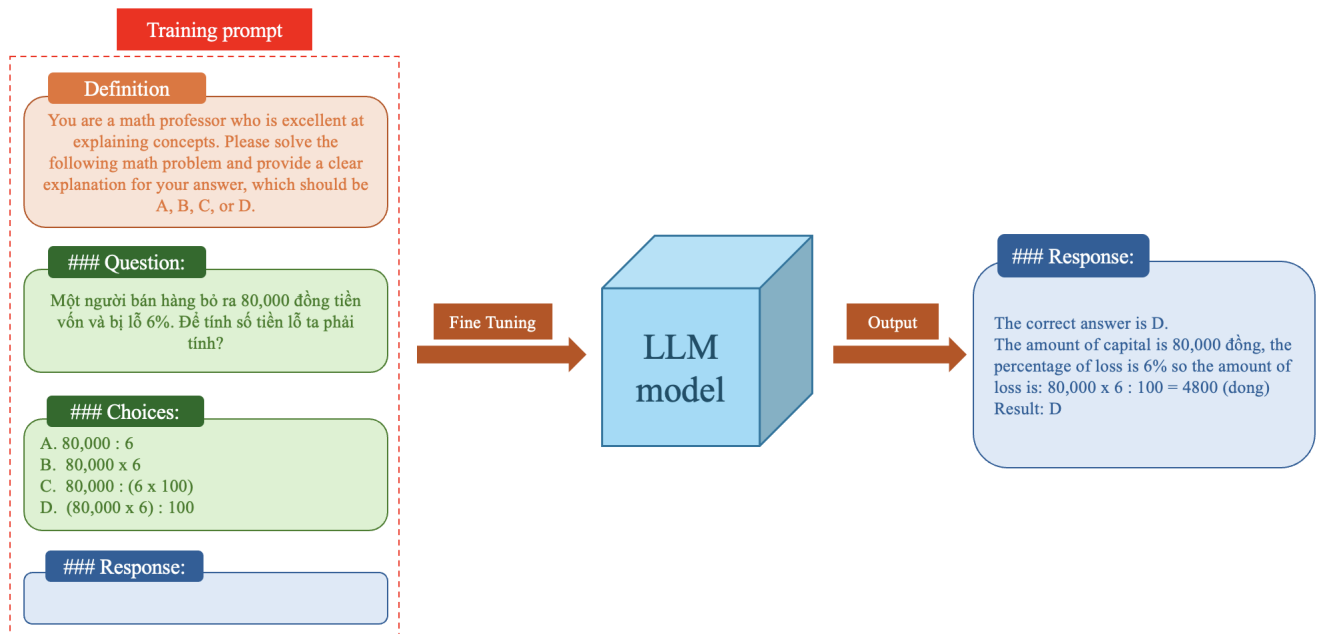 Training prompt
Definition
You are a math professor who is excellent at
explaining concepts. Please solve the
following math problem and provide a clear
explanation for your answer, which should be
A, B, C, or D.
### Question:
Một người bán hàng bỏ ra 80,000 đồng tiền
vốn và bị lỗ 6%. Để tính số tiền lỗ ta phải
tính?
### Choices:
A. 80,000 : 6
B. 80,000 x 6
C. 80,000 : (6 x 100)
D. (80,000 x 6) : 100
### Response:
Fine Tuning
LLM
model
Output
### Response:
The correct answer is D.
The amount of capital is 80,000 đồng, the
percentage of loss is 6% so the amount of
loss is: 80,000 x 6 : 100 = 4800 (dong)
Result: D